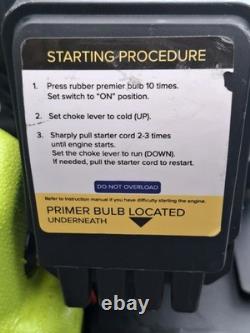 STARTING PROCEDURE
1. Press rubber premier bulb 10 times.
Set switch to "ON" position.
2. Set choke lever to cold (UP).
3. Sharply pull starter cord 2-3 times
until engine starts.
Set the choke lever to run (DOWN).
If needed, pull the starter cord to restart.
DO NOT OVERLOAD
Refer to Instruction manual if you have difficulty starting the engine.
PRIMER BULB LOCATED
UNDERNEATH
ebay